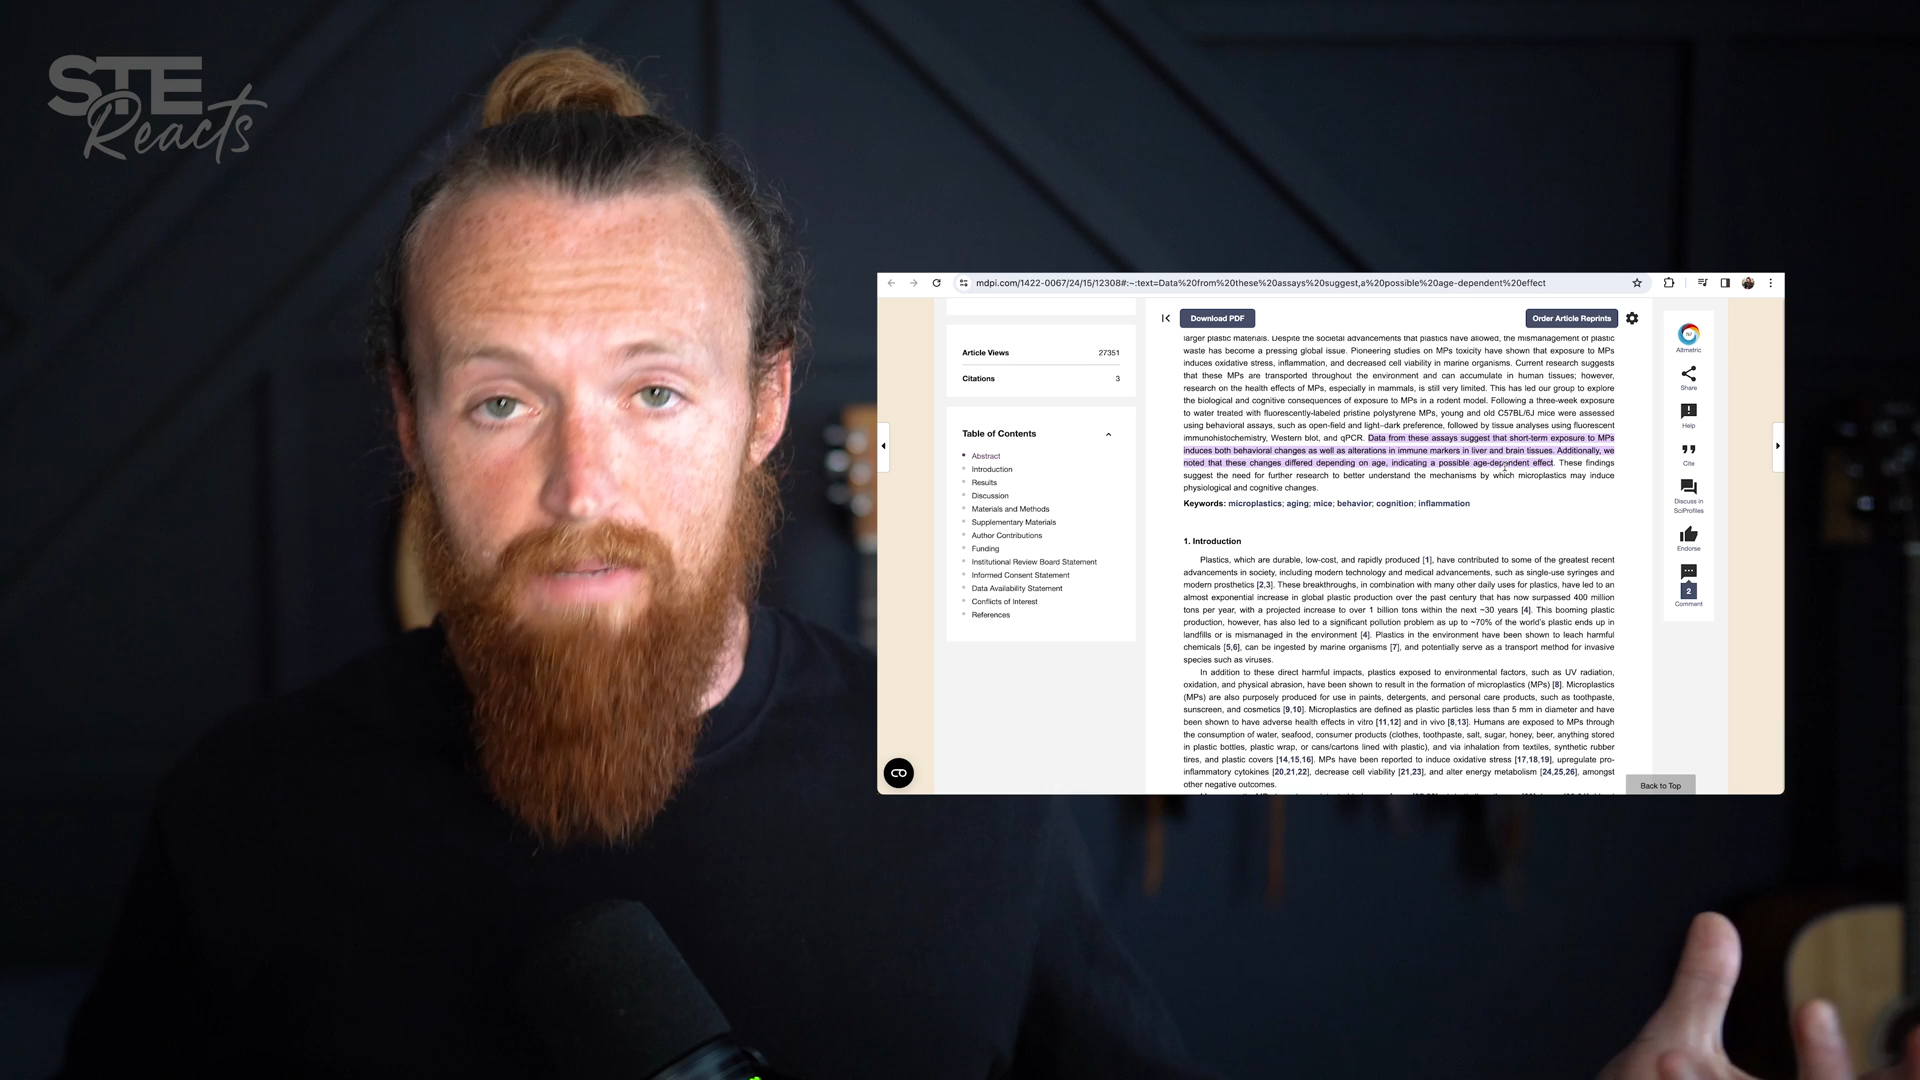 STE
Reacts
mdpi.com/1422-0067/24/15/12308#:~:text=Data%20from%20these%20assays%20suggest,a%20possible%20age-dependent%20effect
Download PDF
Order Article Reprints
Article Views 27351
Citations 3
Table of Contents
Abstract
Introduction
Results
Discussion
Materials and Methods
Supplementary Materials
Author Contributions
Funding
Institutional Review Board Statement
Informed Consent Statement
Data Availability Statement
Conflicts of Interest
References
larger plastic materials. Despite the societal advancements that plastics have allowed, the mismanagement of plastic
waste has become a pressing global issue. Pioneering studies on MPs toxicity have shown that exposure to MPs
induces oxidative stress, inflammation, and decreased cell viability in marine organisms. Current research suggests
that these MPs are transported throughout the environment and can accumulate in human tissues; however,
research on the health effects of MPs, especially in mammals, is still very limited. This has led our group to explore
the biological and cognitive consequences of exposure to MPs in a rodent model. Following a three-week exposure
to water treated with fluorescently-labeled pristine polystyrene MPs, young and old C57BL/6J mice were assessed
using behavioral assays, such as open-field and light–dark preference, followed by tissue analyses using fluorescent
immunohistochemistry, Western blot, and qPCR. Data from these assays suggest that short-term exposure to MPs
induces both behavioral changes as well as alterations in immune markers in liver and brain tissues. Additionally, we
noted that these changes differed depending on age, indicating a possible age-dependent effect. These findings
suggest the need for further research to better understand the mechanisms by which microplastics may induce
physiological and cognitive changes.
Keywords: microplastics; aging; mice; behavior; cognition; inflammation
1. Introduction
Plastics, which are durable, low-cost, and rapidly produced [1], have contributed to some of the greatest recent
advancements in society, including modern technology and medical advancements, such as single-use syringes and
modern prosthetics [2,3]. These breakthroughs, in combination with many other daily uses for plastics, have led to an
almost exponential increase in global plastic production over the past century that has now surpassed 400 million
tons per year, with a projected increase to over 1 billion tons within the next ~30 years [4]. This booming plastic
production, however, has also led to a significant pollution problem as up to ~70% of the world's plastic ends up in
landfills or is mismanaged in the environment [4]. Plastics in the environment have been shown to leach harmful
chemicals [5,6], can be ingested by marine organisms [7], and potentially serve as a transport method for invasive
species such as viruses.
In addition to these direct harmful impacts, plastics exposed to environmental factors, such as UV radiation,
oxidation, and physical abrasion, have been shown to result in the formation of microplastics (MPs) [8]. Microplastics
(MPs) are also purposely produced for use in paints, detergents, and personal care products, such as toothpaste,
sunscreen, and cosmetics [9,10]. Microplastics are defined as plastic particles less than 5 mm in diameter and have
been shown to have adverse health effects in vitro [11,12] and in vivo [8,13]. Humans are exposed to MPs through
the consumption of water, seafood, consumer products (clothes, toothpaste, salt, sugar, honey, beer, anything stored
in plastic bottles, plastic wrap, or cans/cartons lined with plastic), and via inhalation from textiles, synthetic rubber
tires, and plastic covers [14,15,16]. MPs have been reported to induce oxidative stress [17,18,19], upregulate pro-
inflammatory cytokines [20,21,22], decrease cell viability [21,23], and alter energy metabolism [24,25,26], amongst
other negative outcomes.
Altmetric
Share
Help
Cite
Discuss in
SciProfiles
Endorse
2
Comment
Back to Top